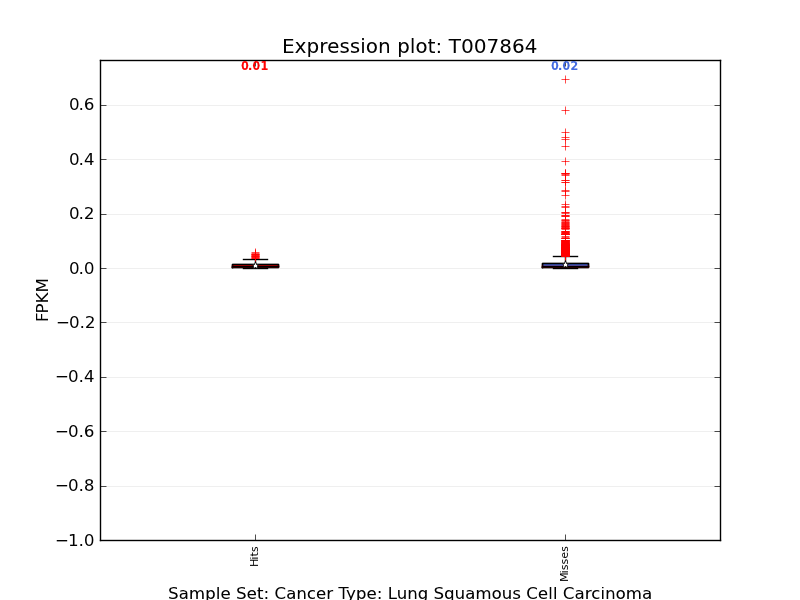 Expression plot: T007864
0.01 0.02
0.6
0.4
0.2
0.0
−0.2
−0.4
−0.6
−0.8
−1.0
FPKM
Hits Misses
Sample Set: Cancer Type: Lung Squamous Cell Carcinoma